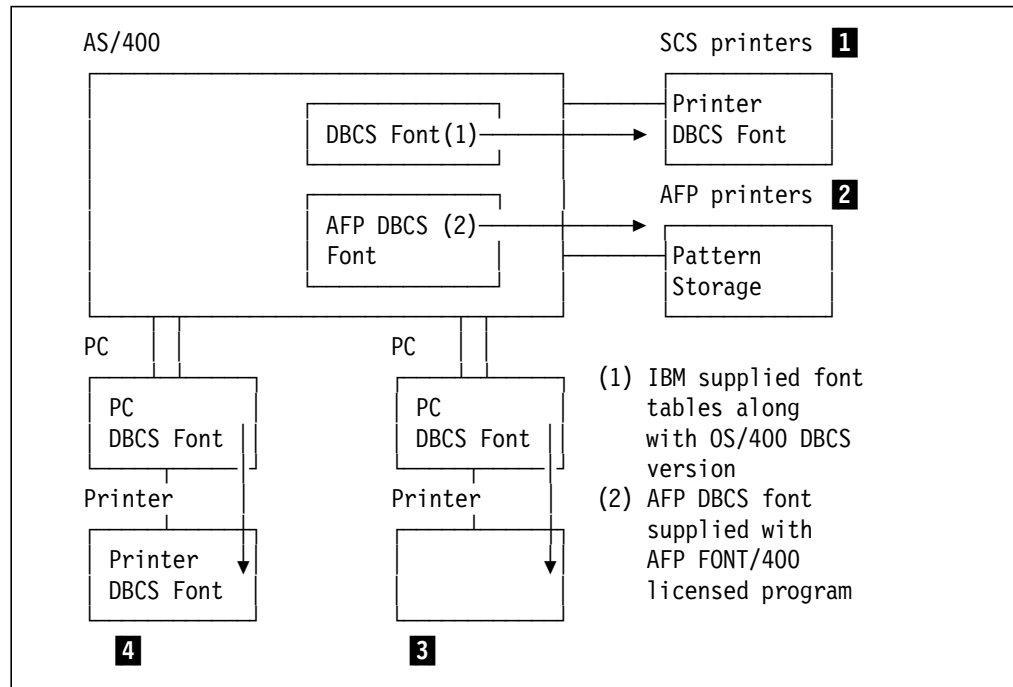 AS/400
SCS printers 1
Printer
DBCS Font
DBCS Font(1)
AFP printers 2
AFP DBCS (2)
Font
Pattern
Storage
PC
PC
PC
DBCS Font
PC
DBCS Font
(1) IBM supplied font
tables along
with OS/400 DBCS
version
(2) AFP DBCS font
supplied with
AFP FONT/400
licensed program
Printer
Printer
Printer
DBCS Font
4
3